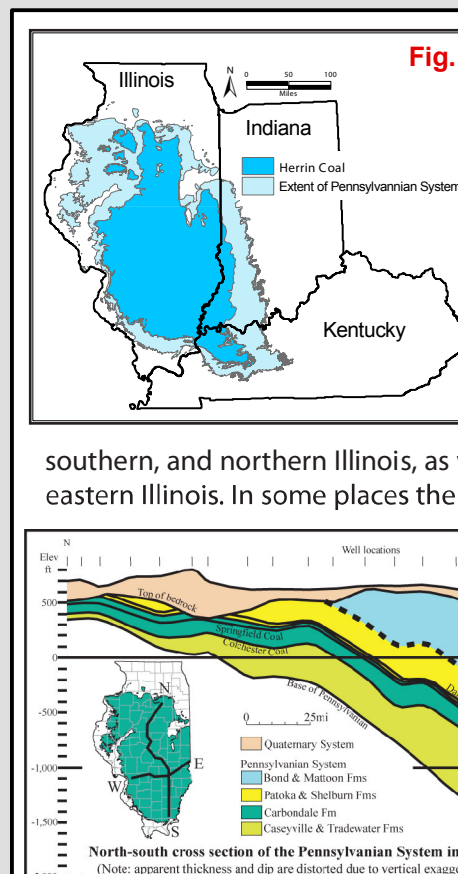 Fig.
Illinois
N
0 50 100
Miles
Indiana
Herrin Coal
Extent of Pennsylvannian System
Kentucky
southern, and northern Illinois, as
eastern Illinois. In some places the
N
Elev
ft
Well locations
500
Top of bedrock
Springfield Coal
Colchester Coal
0
Base of Pennsylvanian
Da
-500
N
0 25mi
E
W
S
Quaternary System
Pennsylvanian System
Bond & Mattoon Fms
-1,000
Patoka & Shelburn Fms
Carbondale Fm
-1,500
Caseyville & Tradewater Fms
North-south cross section of the Pennsylvanian System in
(Note: apparent thickness and dip are distorted due to vertical exagge